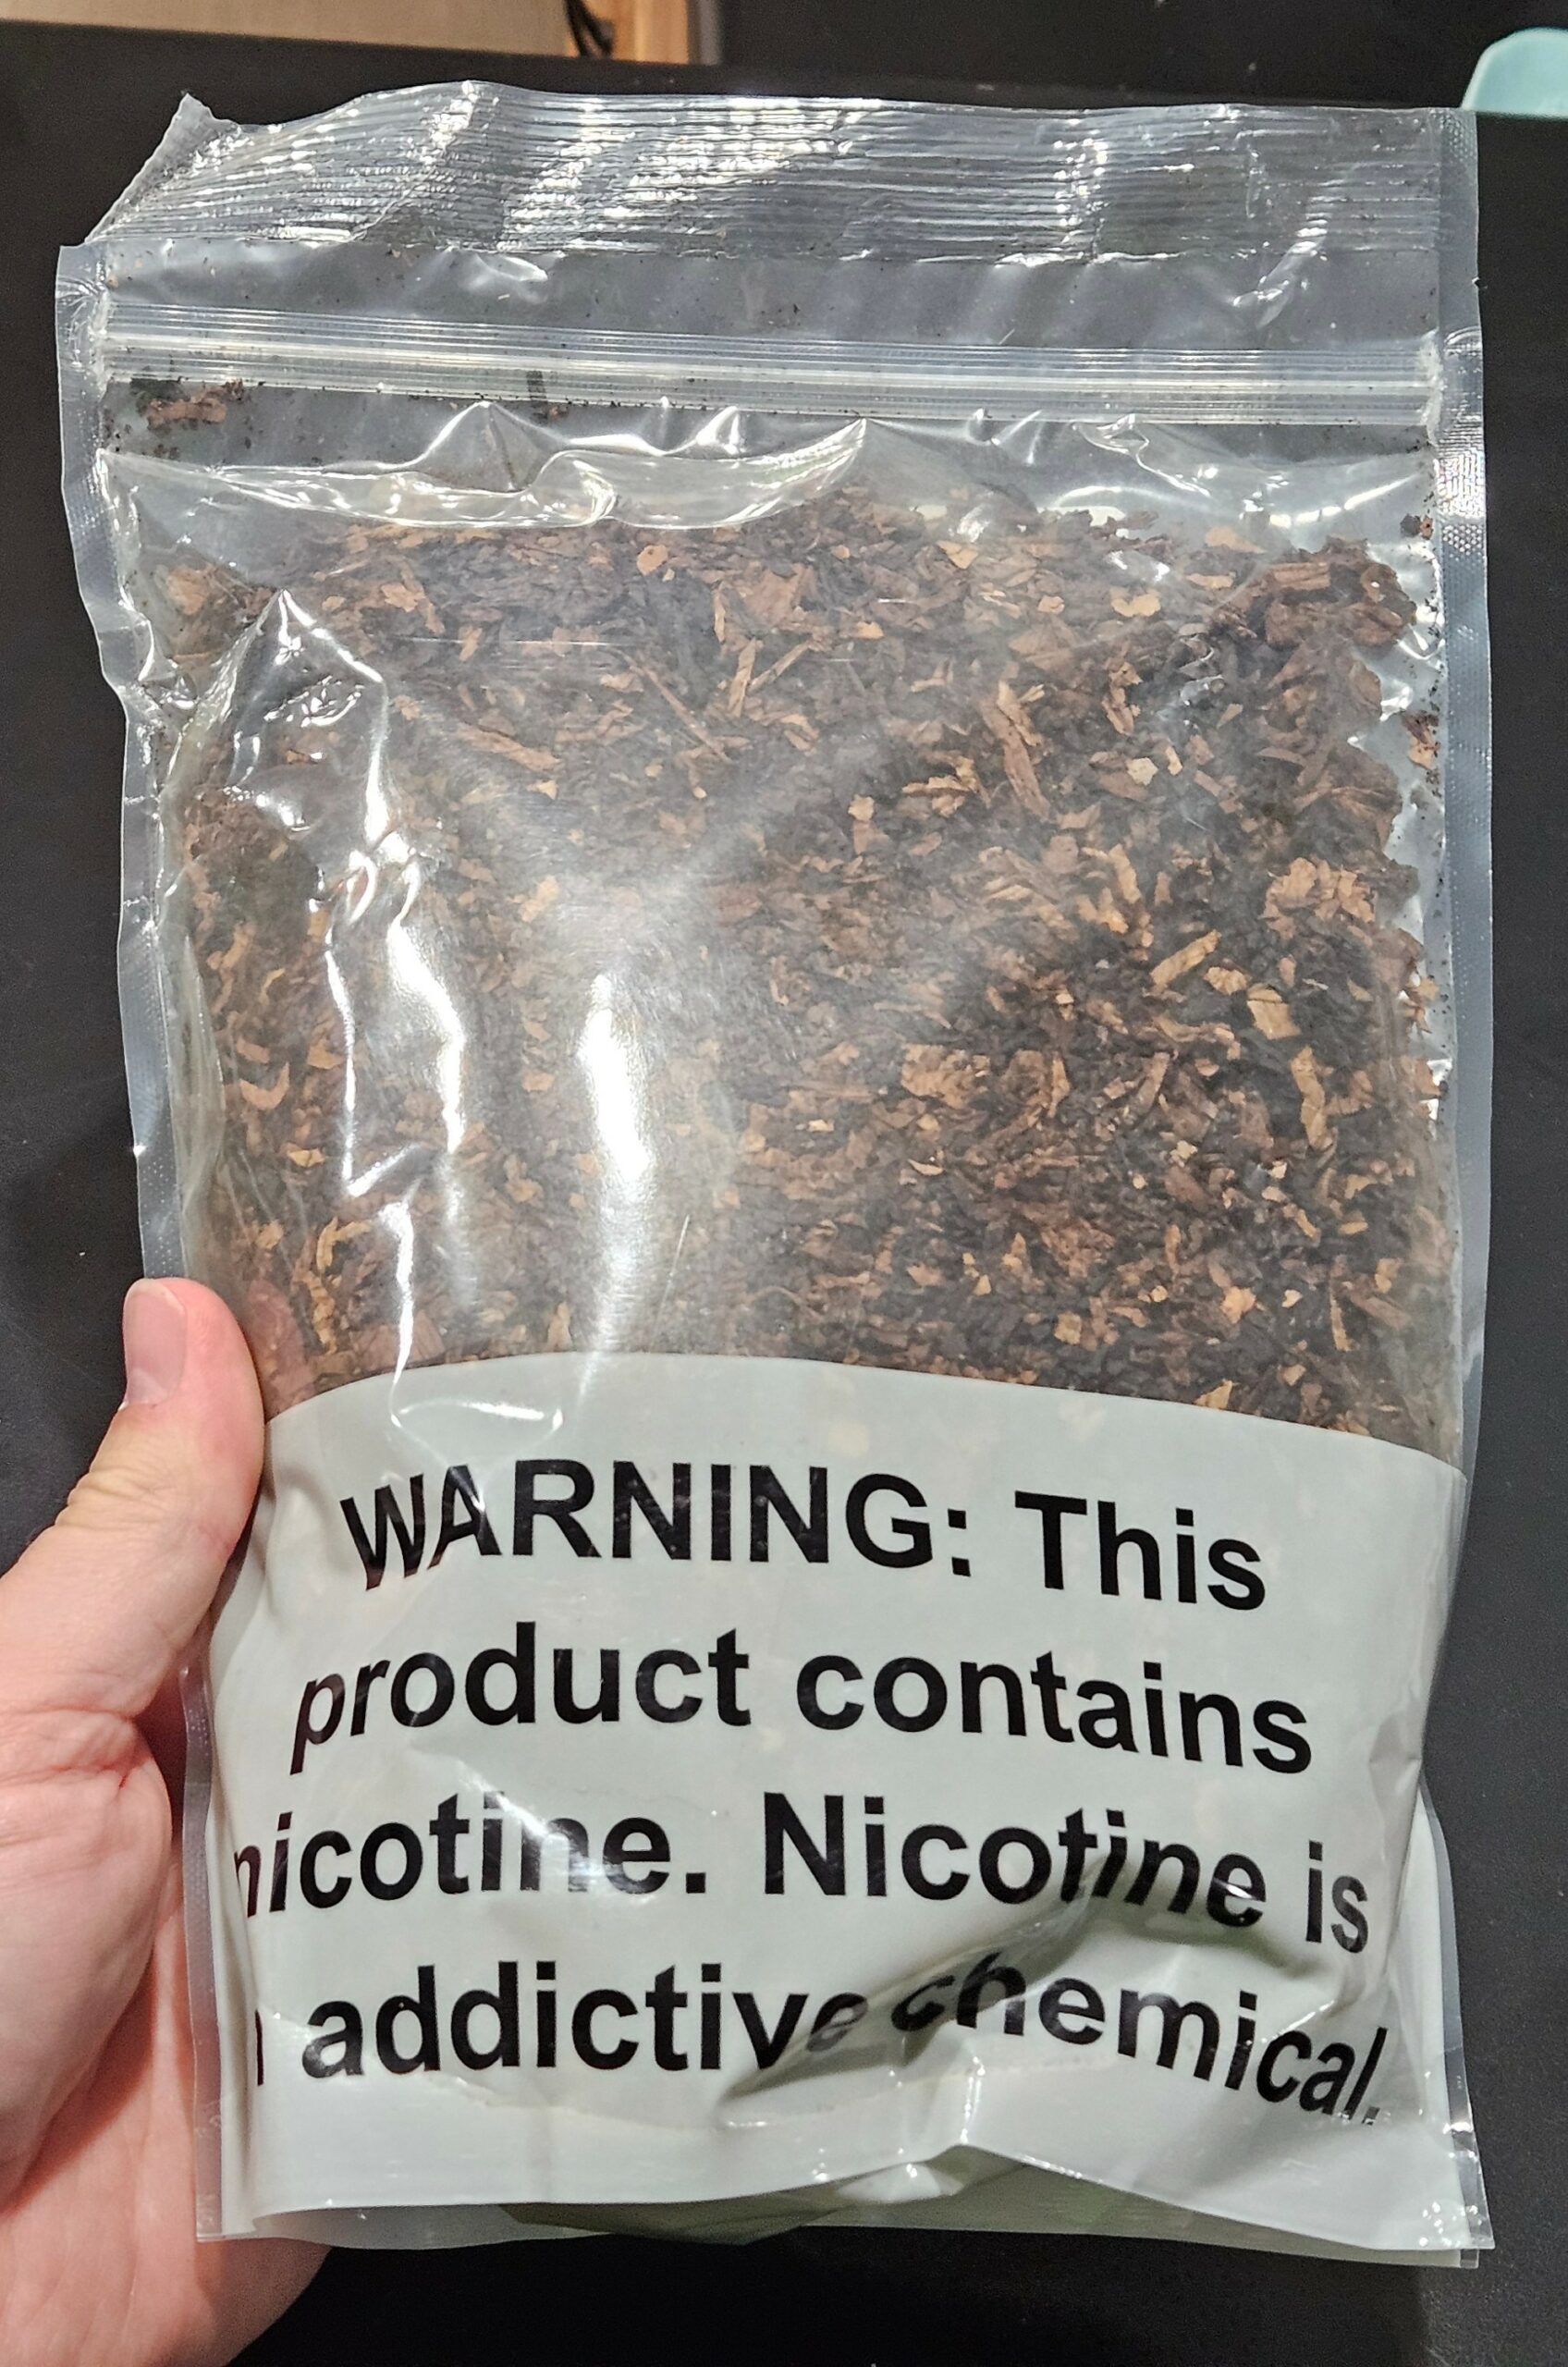 WARNING: This
product contains
nicotine. Nicotine is
addictive chemical.